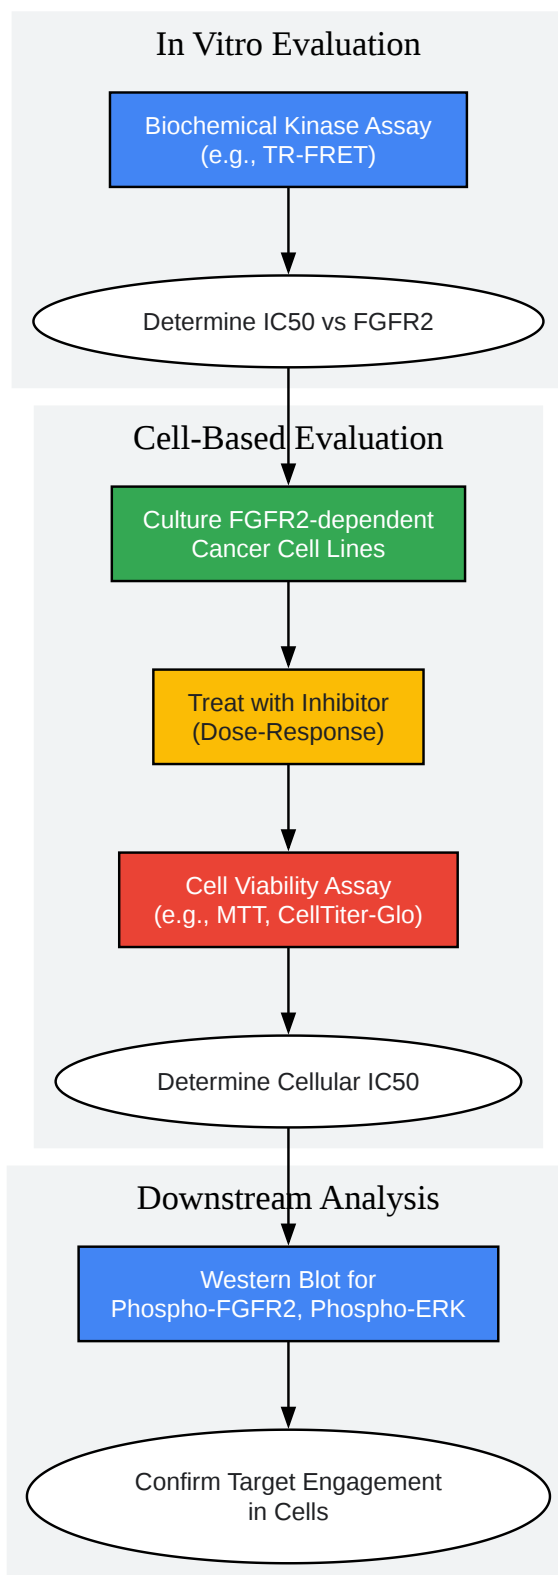 In Vitro Evaluation
Biochemical Kinase Assay
(e.g., TR-FRET)
Determine IC50 vs FGFR2
Cell-Based Evaluation
Culture FGFR2-dependent
Cancer Cell Lines
Treat with Inhibitor
(Dose-Response)
Cell Viability Assay
(e.g., MTT, CellTiter-Glo)
Determine Cellular IC50
Downstream Analysis
Western Blot for
Phospho-FGFR2, Phospho-ERK
Confirm Target Engagement
in Cells